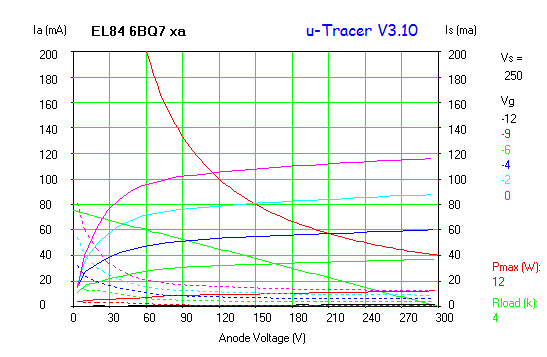 Ia (mA) EL84 6BQ7 xa u-Tracer V3.10 Is (ma)
200 200
180 180
160 160
140 140
120 120
100 100
80 80
60 60
40 40
20 20
0 0
0 30 60 90 120 150 180 210 240 270 300
Anode Voltage (V)
Vs =
250
Vg
-12
-9
-6
-4
-2
0
Pmax (W):
12
Rload (k):
4